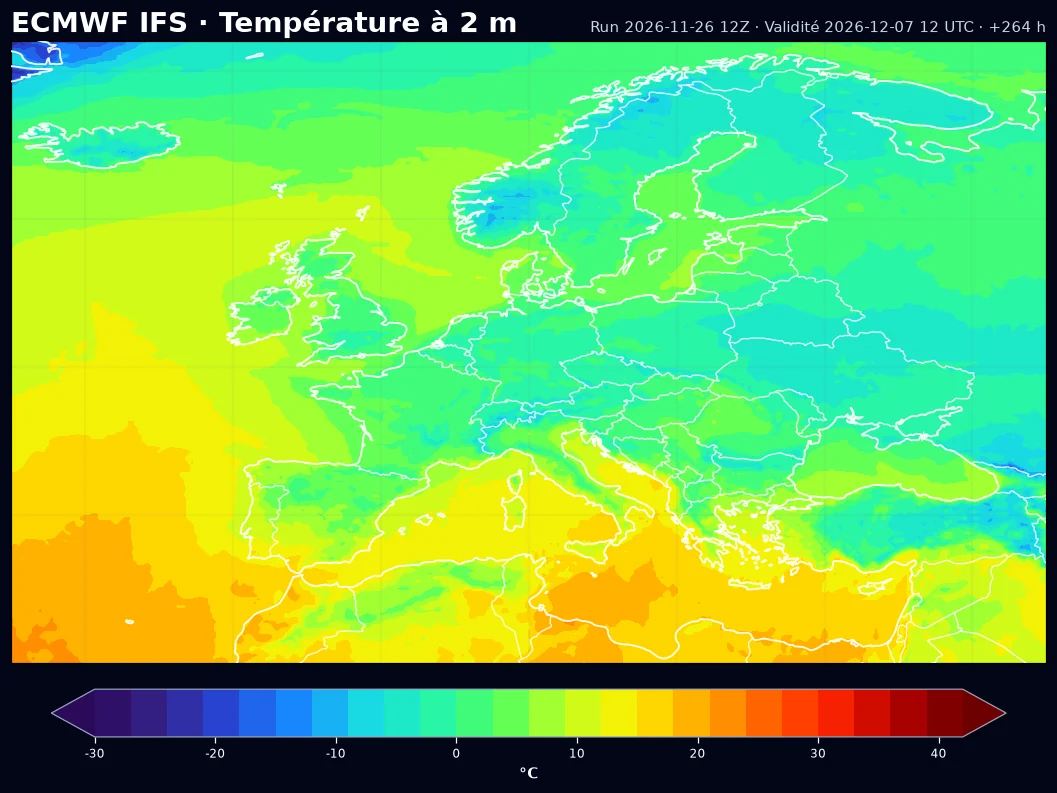 ECMWF IFS · Température à 2 m
Run 2026-11-26 12Z · Validité 2026-12-07 12 UTC · +264 h
-30 -20 -10 0 10 20 30 40
°C